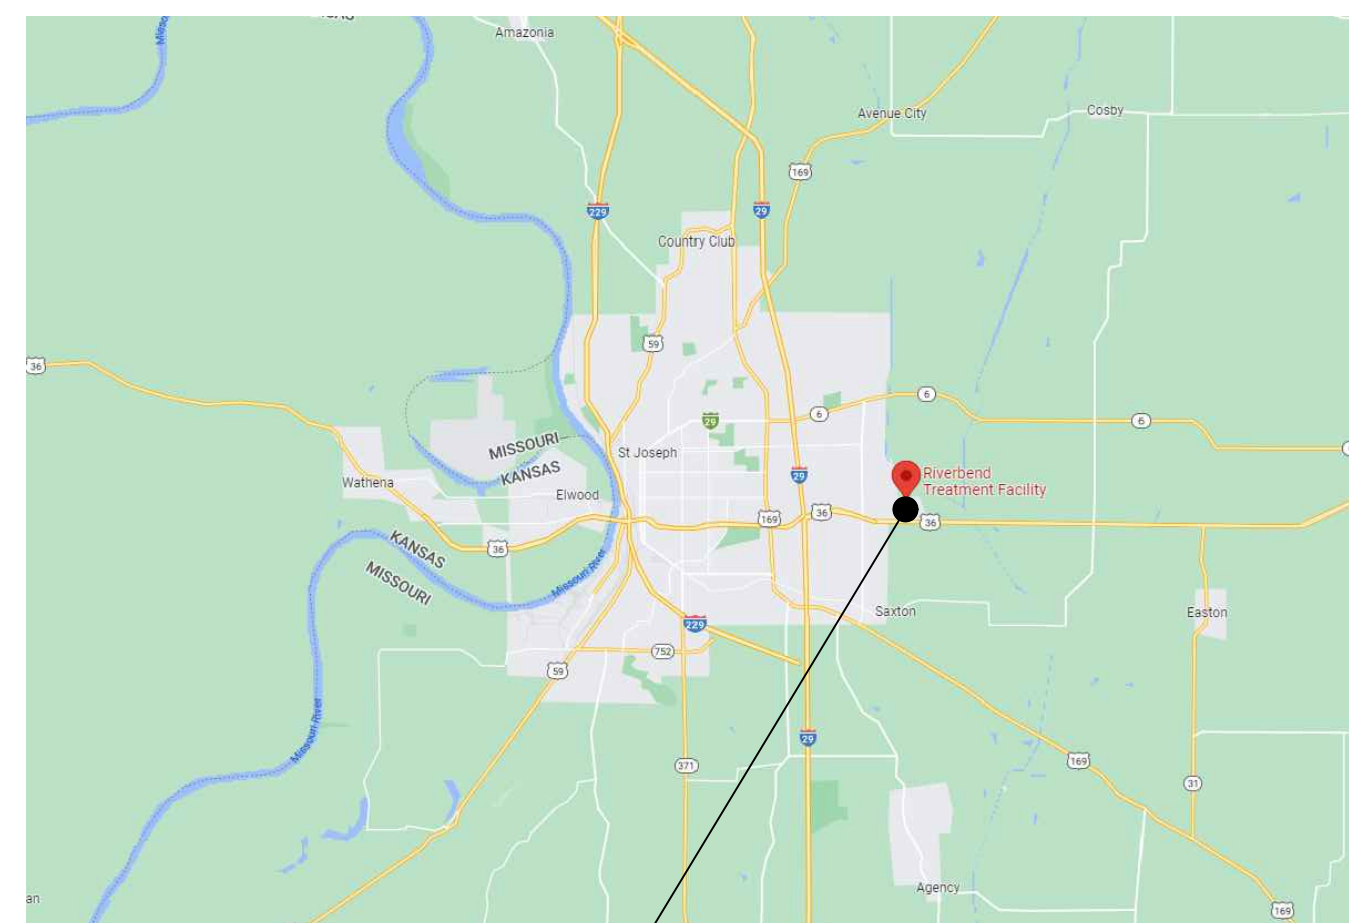 Amazonia
Avenue City
Cosby
169
229
29
Country Club
59
36
6
6
6
29
MISSOURI
St Joseph
KANSAS
29
Riverbend
Treatment Facility
Wathena
Elwood
169
36
36
36
KANSAS
MISSOURI
Missouri River
Saxton
Easton
229
752
59
Missouri River
29
371
169
31
Agency
169